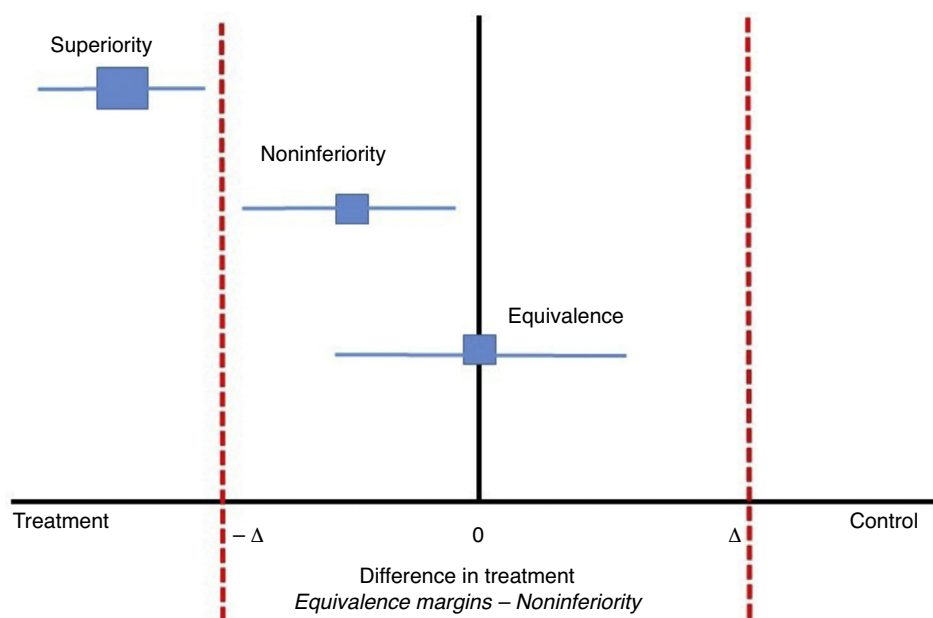 Superiority
Noninferiority
Equivalence
Treatment
Control
– Δ
0
Δ
Difference in treatment
Equivalence margins – Noninferiority